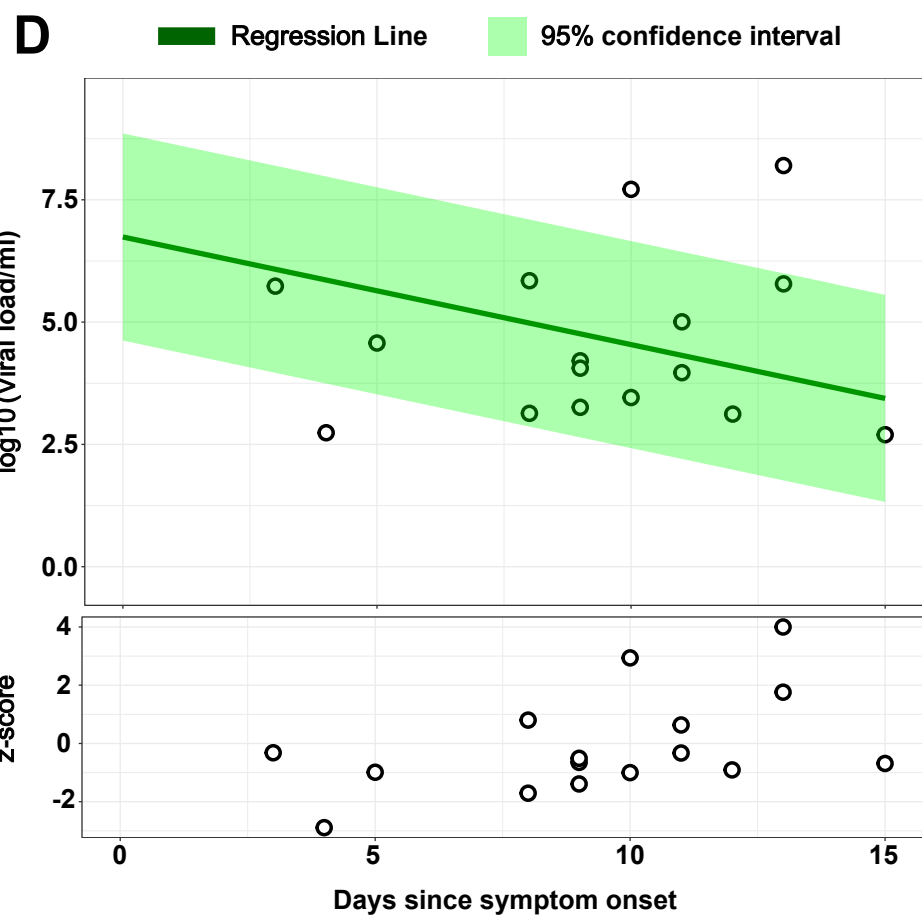 D
Regression Line
95% confidence interval
log10(Viral load/ml)
7.5
5.0
2.5
0.0
z-score
4
2
0
-2
0
5
10
15
Days since symptom onset